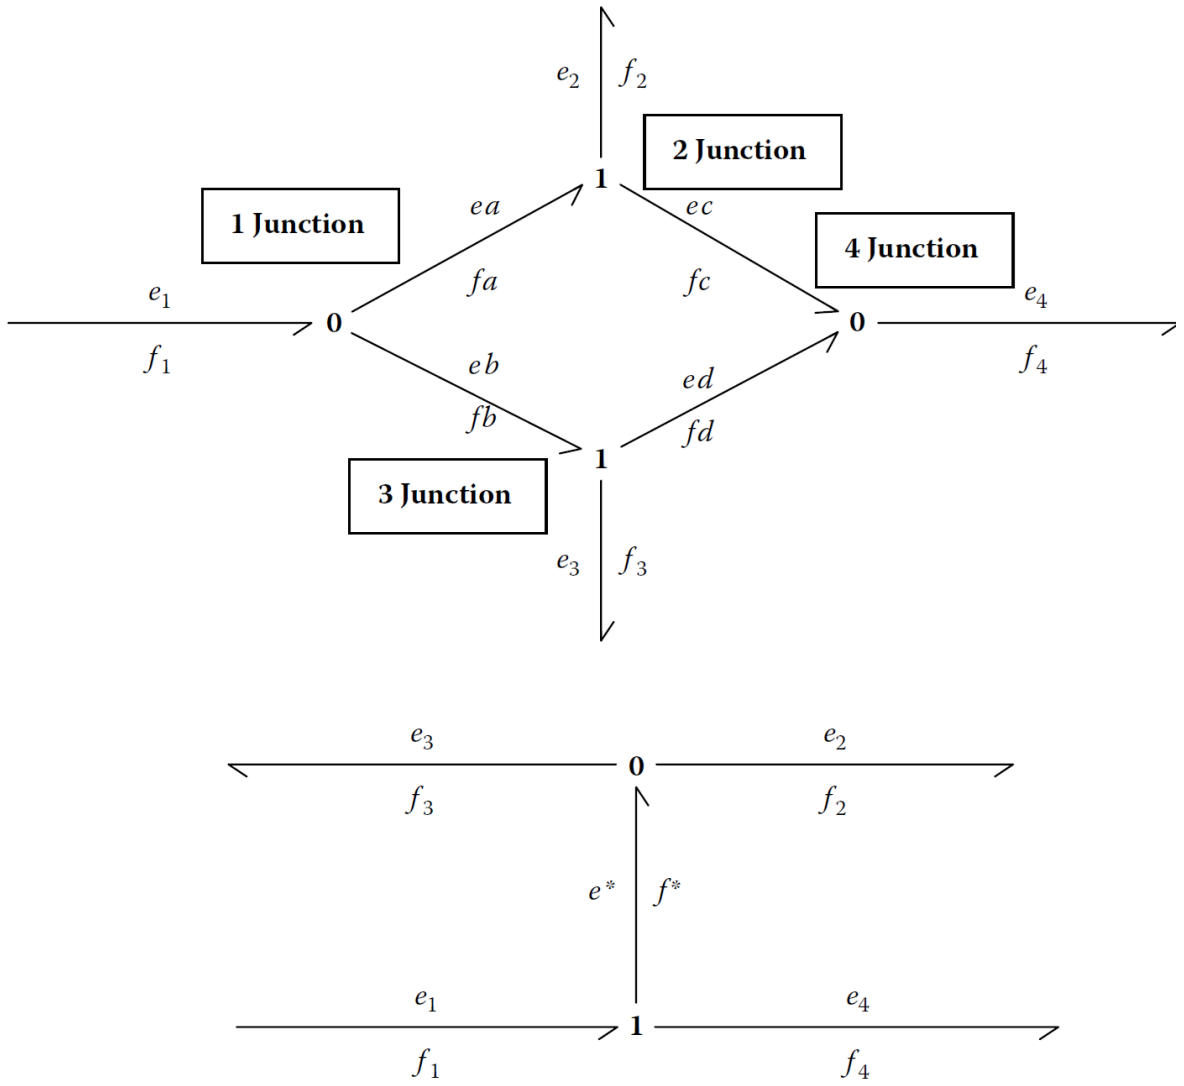 e2 f2
2 Junction
1
1 Junction
ea
ec
4 Junction
fa
fc
e1
e4
0
0
f1
f4
eb
ed
fb
fd
1
3 Junction
e3 f3
e3
e2
0
f3
f2
e* f*
e1
e4
1
f1
f4